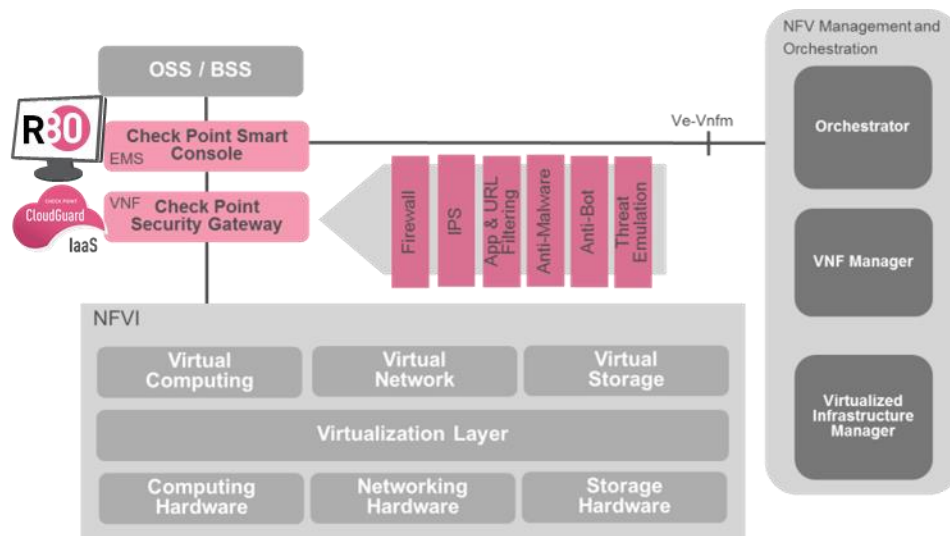 NFV Management and
Orchestration
OSS / BSS
Ve-Vnfm
Orchestrator
R80
Check Point Smart
Console
EMS
VNF
Check Point
Security Gateway
CHECK POINT
CloudGuard
IaaS
Firewall
IPS
App & URL
Filtering
Anti-Malware
Anti-Bot
Threat
Emulation
VNF Manager
NFVI
Virtual
Computing
Virtual
Network
Virtual
Storage
Virtualization Layer
Virtualized
Infrastructure
Manager
Computing
Hardware
Networking
Hardware
Storage
Hardware